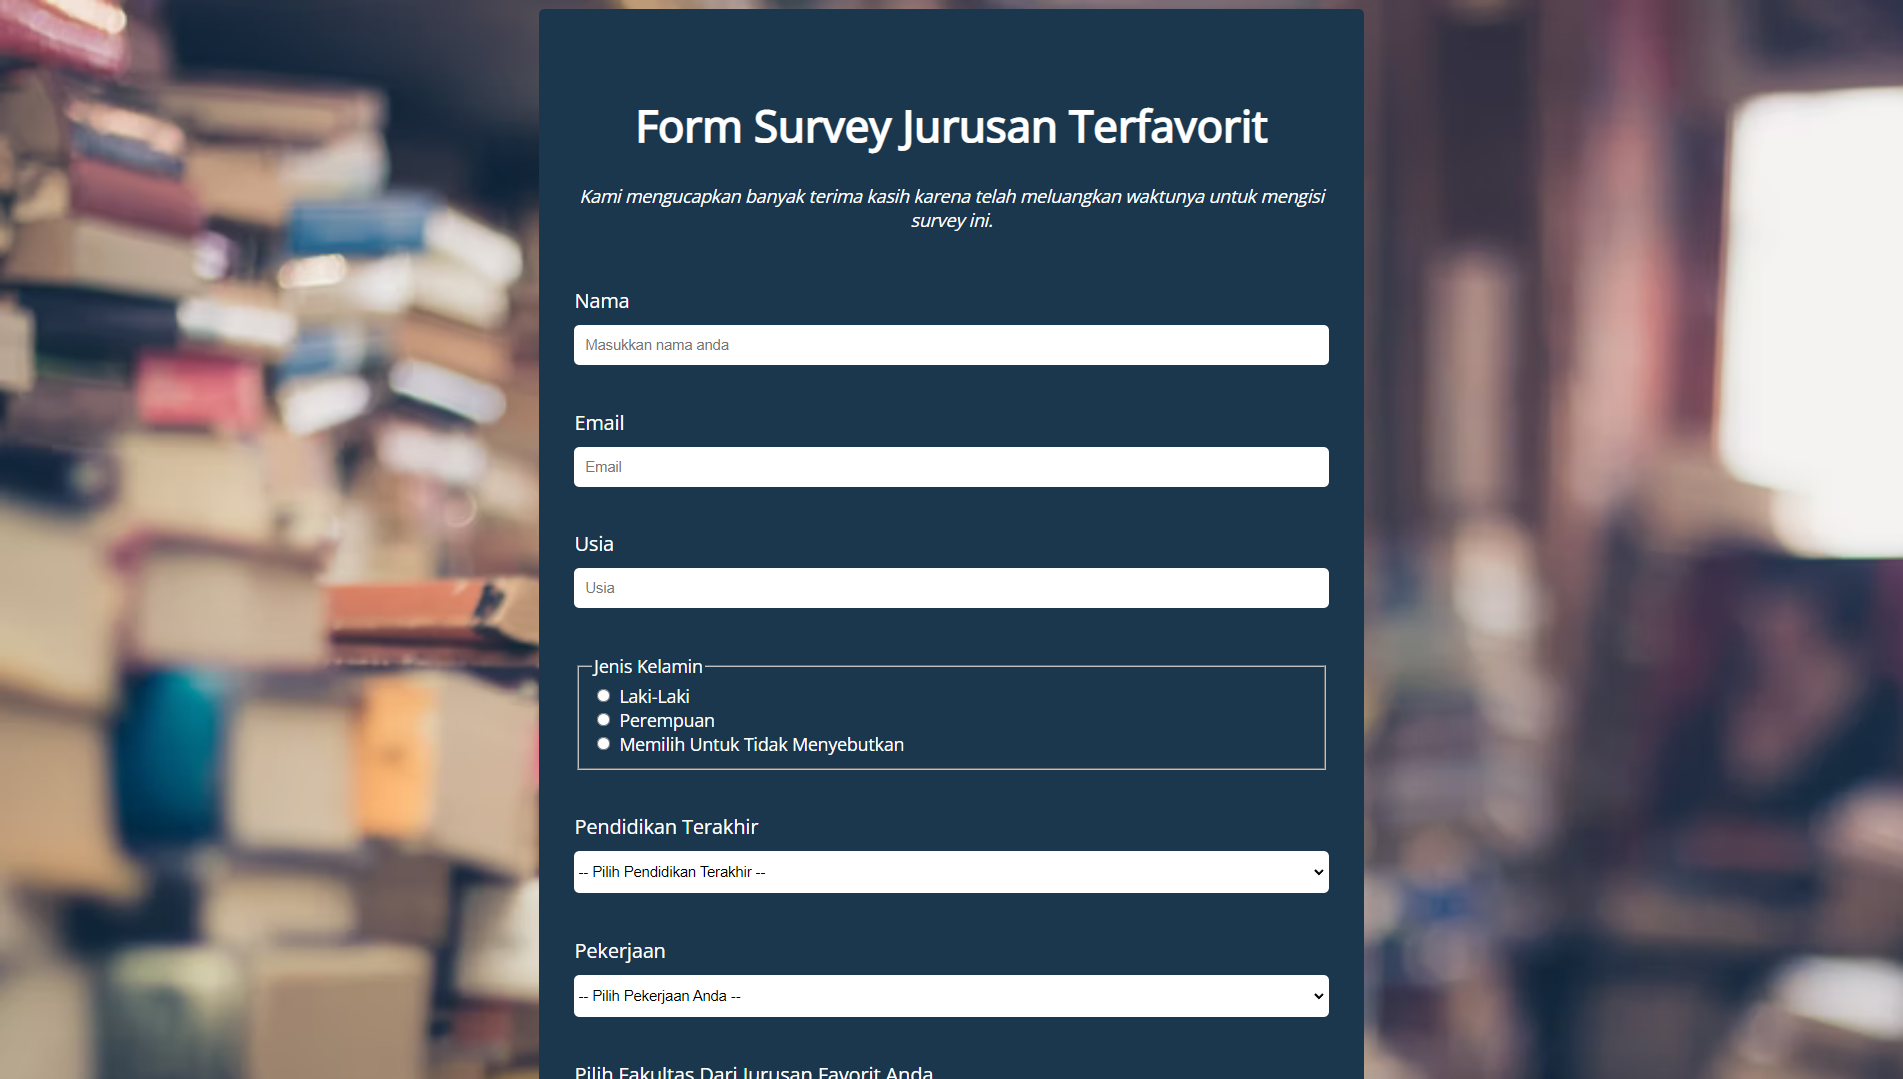 Form Survey Jurusan Terfavorit
Kami mengucapkan banyak terima kasih karena telah meluangkan waktunya untuk mengisi
survey ini.
Nama
Masukkan nama anda
Email
Email
Usia
Usia
Jenis Kelamin
Laki-Laki
Perempuan
Memilih Untuk Tidak Menyebutkan
Pendidikan Terakhir
-- Pilih Pendidikan Terakhir --
Pekerjaan
-- Pilih Pekerjaan Anda --
Pilih Fakultas Dari Jurusan Favorit Anda